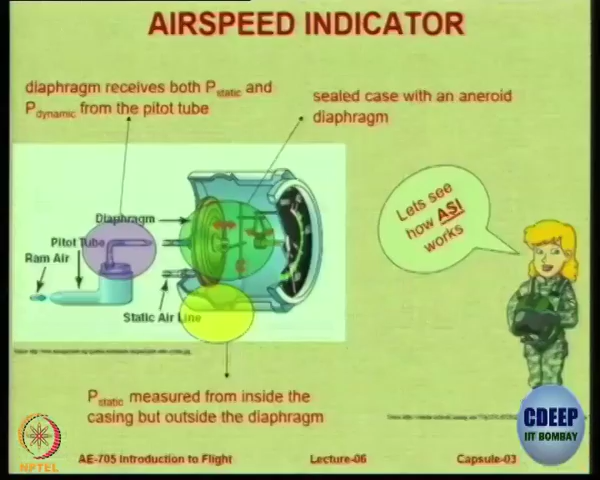 AIRSPEED INDICATOR
diaphragm receives both Pstatic and
Pdynamic from the pitot tube
sealed case with an aneroid
diaphragm
Lets see
how ASI
works
Diaphragm
Pitot Tube
Ram Air
Static Air Line
Pstatic measured from inside the
casing but outside the diaphragm
CDEEP
IIT BOMBAY
NPTEL
AE-705 Introduction to Flight
Lecture-06
Capsule-03